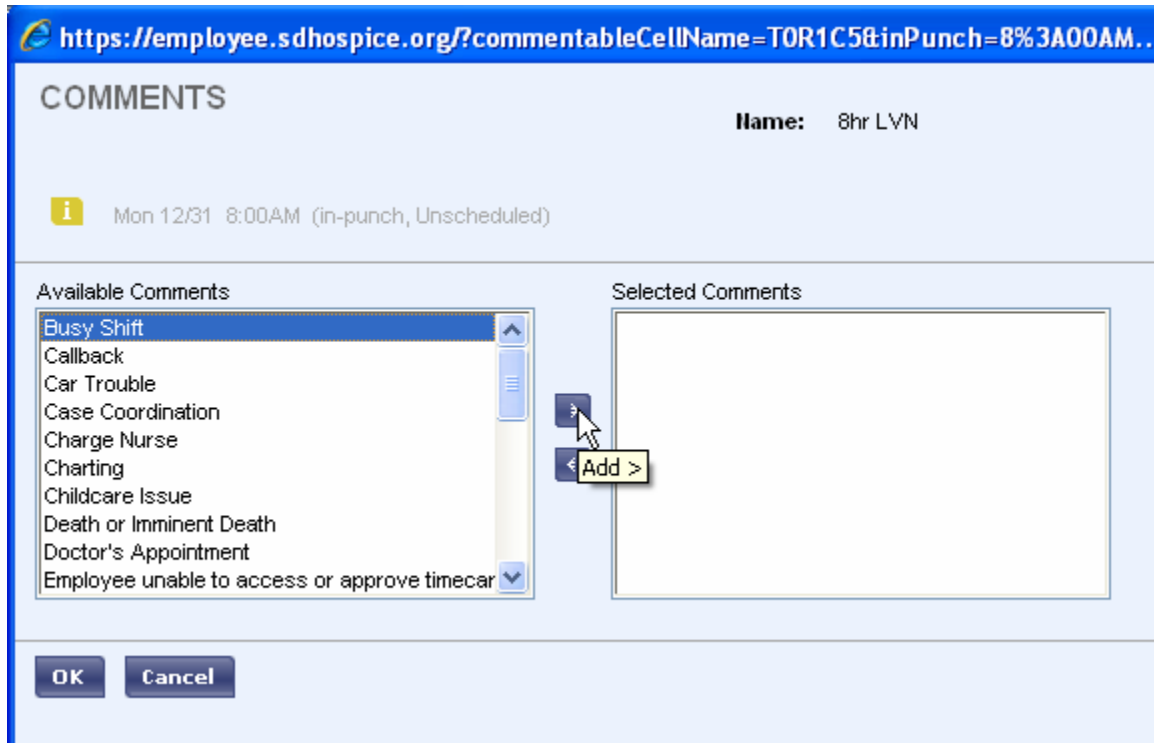 https://employee.sdhospice.org/?commentableCellName=T0R1C5&inPunch=8%3A00AM..
COMMENTS
Name: 8hr LVN
i Mon 12/31 8:00AM (in-punch, Unscheduled)
Available Comments
Busy Shift
Callback
Car Trouble
Case Coordination
Charge Nurse
Charting
Childcare Issue
Death or Imminent Death
Doctor's Appointment
Employee unable to access or approve timecar
Selected Comments
Add >
OK Cancel